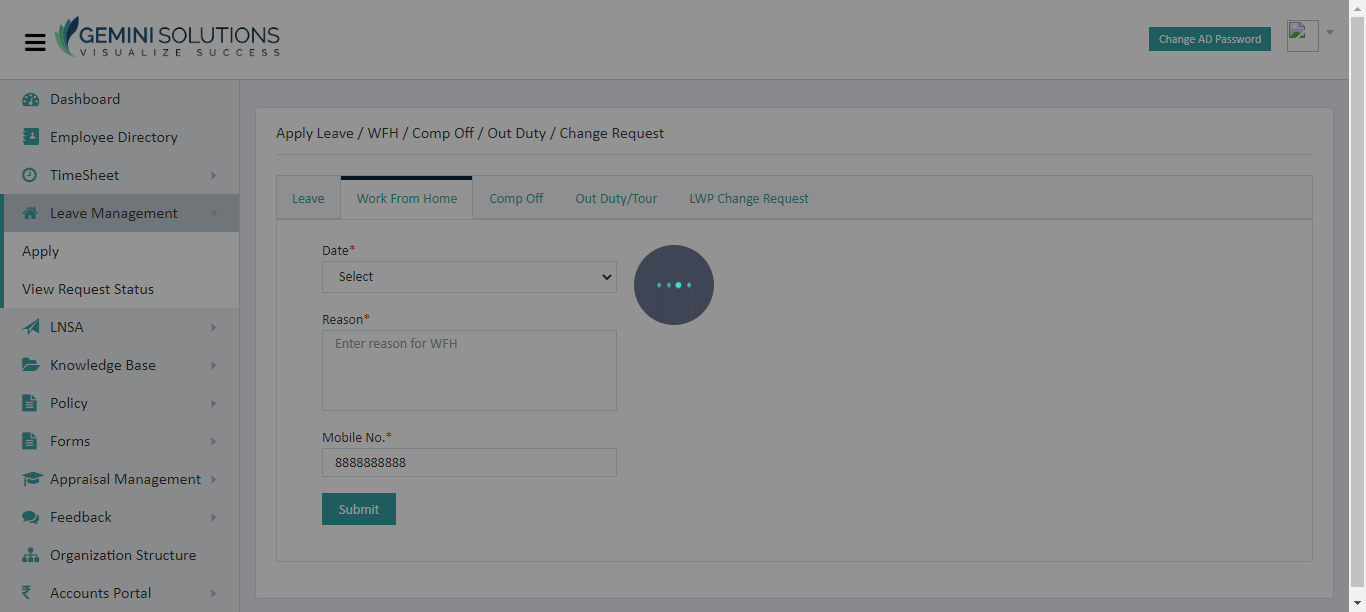 GEMINI SOLUTIONS
VISUALIZE SUCCESS
Change AD Password
Dashboard
Employee Directory
TimeSheet
Leave Management
Apply
View Request Status
LNSA
Knowledge Base
Policy
Forms
Appraisal Management
Feedback
Organization Structure
₹ Accounts Portal
Apply Leave / WFH / Comp Off / Out Duty / Change Request
Leave Work From Home Comp Off Out Duty/Tour LWP Change Request
Date*
Select
Reason*
Enter reason for WFH
Mobile No.*
8888888888
Submit